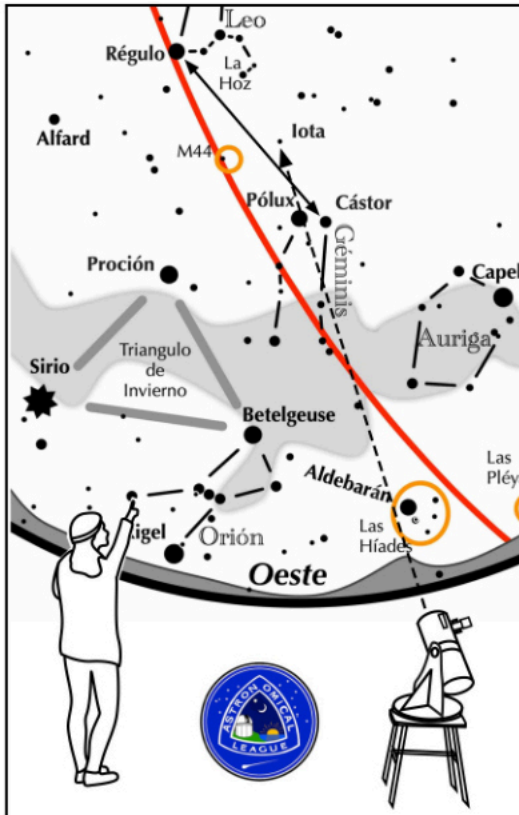 Leo
Régulo
La
Hoz
Alfard
Iota
M44
Pólux
Cástor
Géminis
Proción
Capel
Auriga
Sirio
Triangulo
de
Invierno
Betelgeuse
Aldebarán
Las
Pléy
Las
Híades
igel
Orión
Oeste
ASTRONOMICAL
LEAGUE